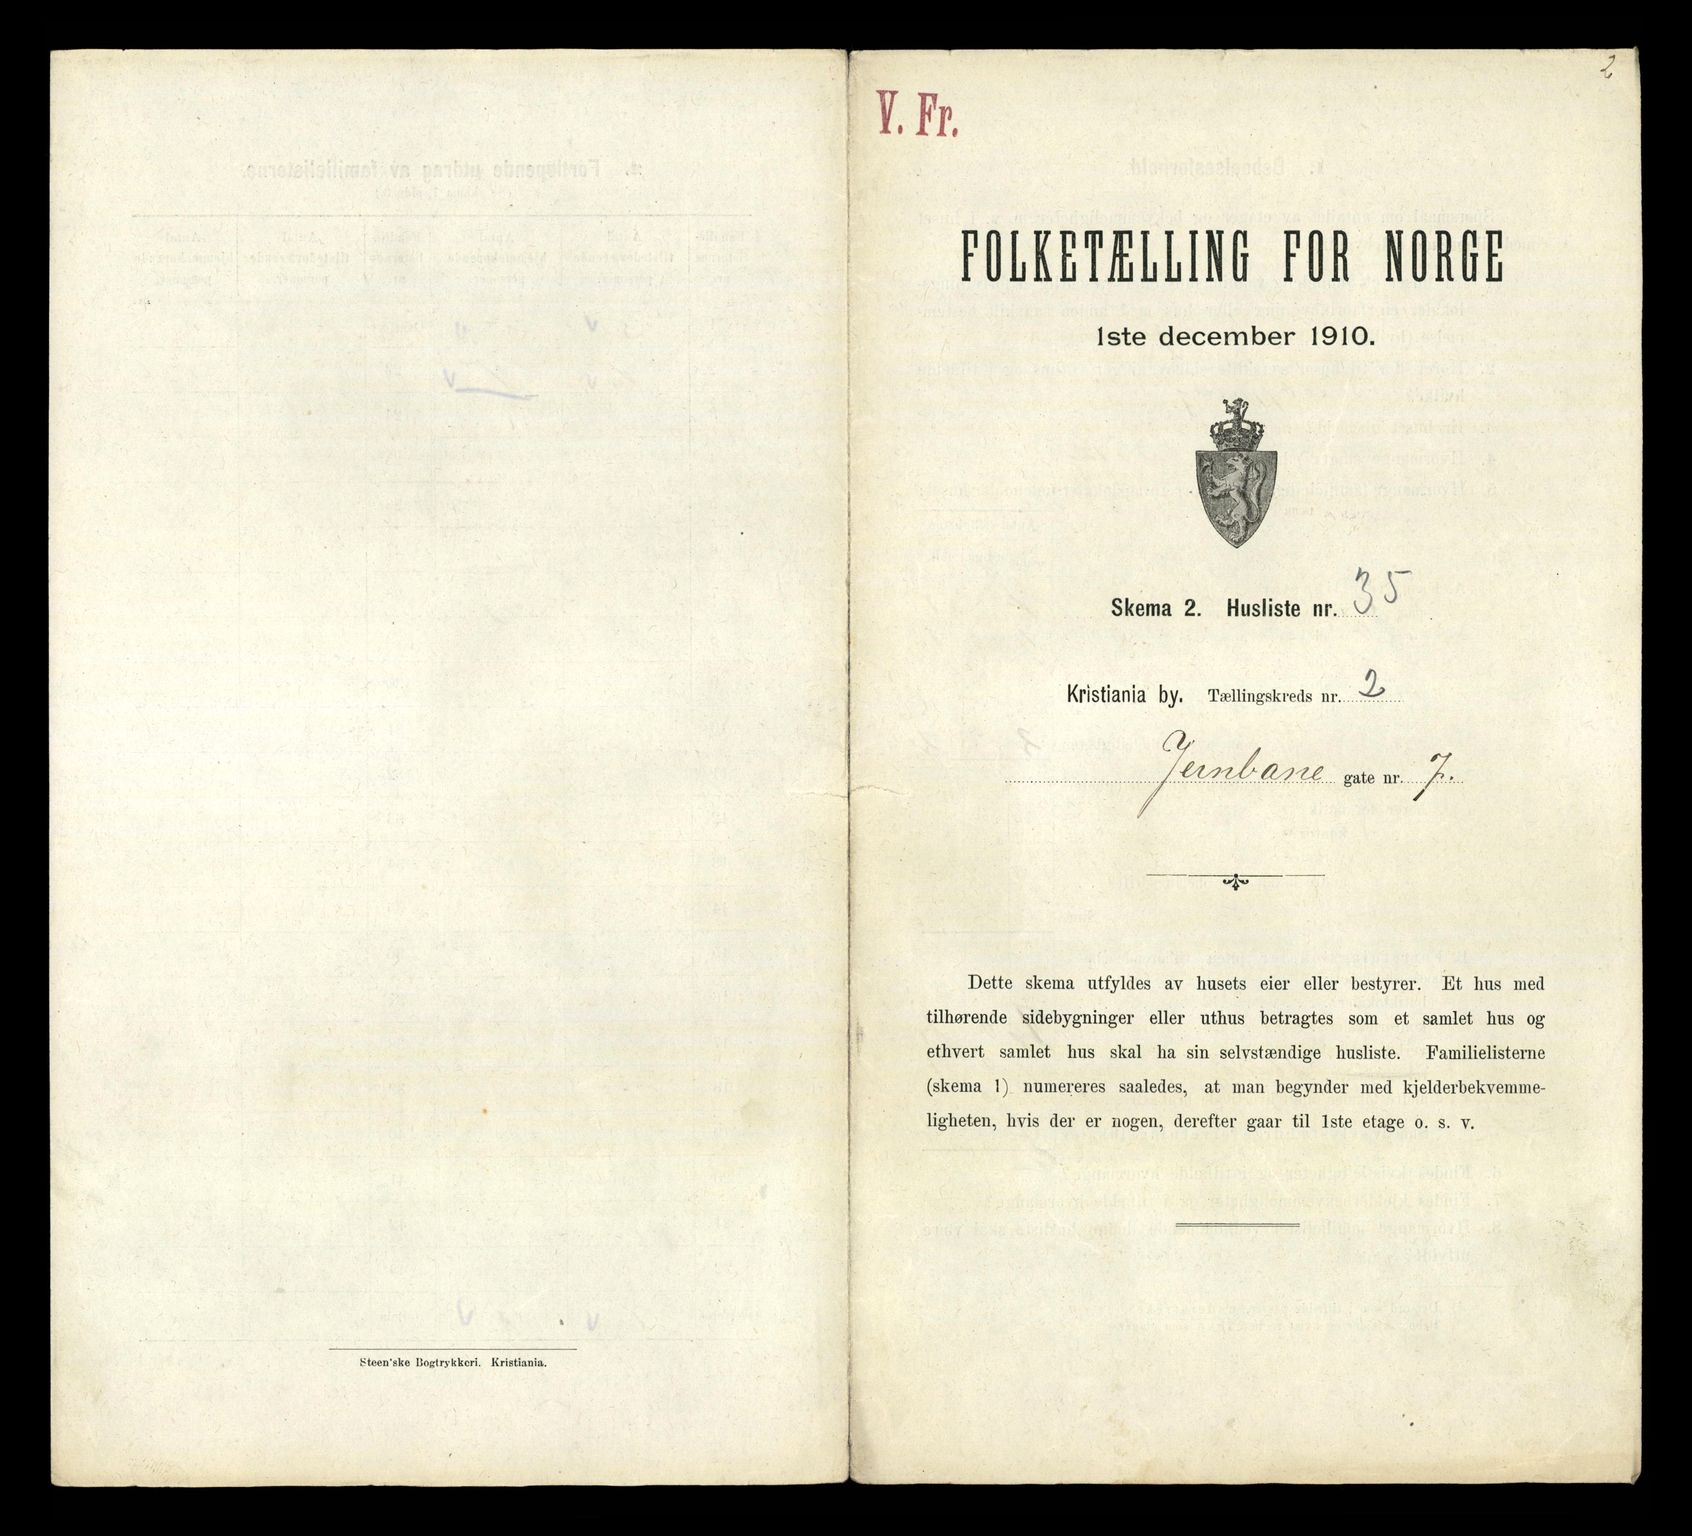 Steen'ske Bogtrykkeri. Kristiania.
2
V. Fr.
FOLKETÆLLING FOR NORGE
1ste december 1910.
Skema 2. Husliste nr. 35
Kristiania by. Tællingskreds nr. 2
Jernbane gate nr. 7.
Dette skema utfyldes av husets eier eller bestyrer. Et hus med
tilhørende sidebygninger eller uthus betragtes som et samlet hus og
ethvert samlet hus skal ha sin selvstændige husliste. Familielisterne
(skema 1) numereres saaledes, at man begynder med kjelderbekvemme-
ligheten, hvis der er nogen, derefter gaar til 1ste etage o. s. v.